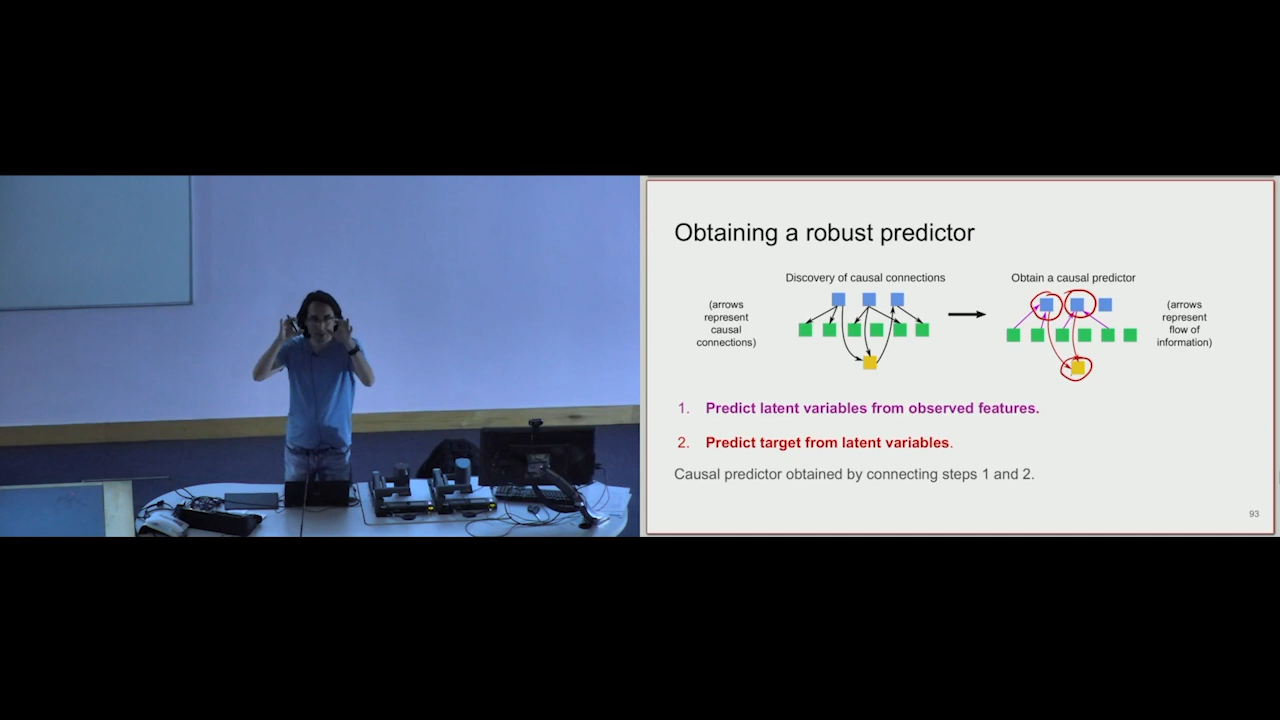 Obtaining a robust predictor
Discovery of causal connections
Obtain a causal predictor
(arrows
represent
causal
connections)
(arrows
represent
flow of
information)
1. Predict latent variables from observed features.
2. Predict target from latent variables.
Causal predictor obtained by connecting steps 1 and 2.
93